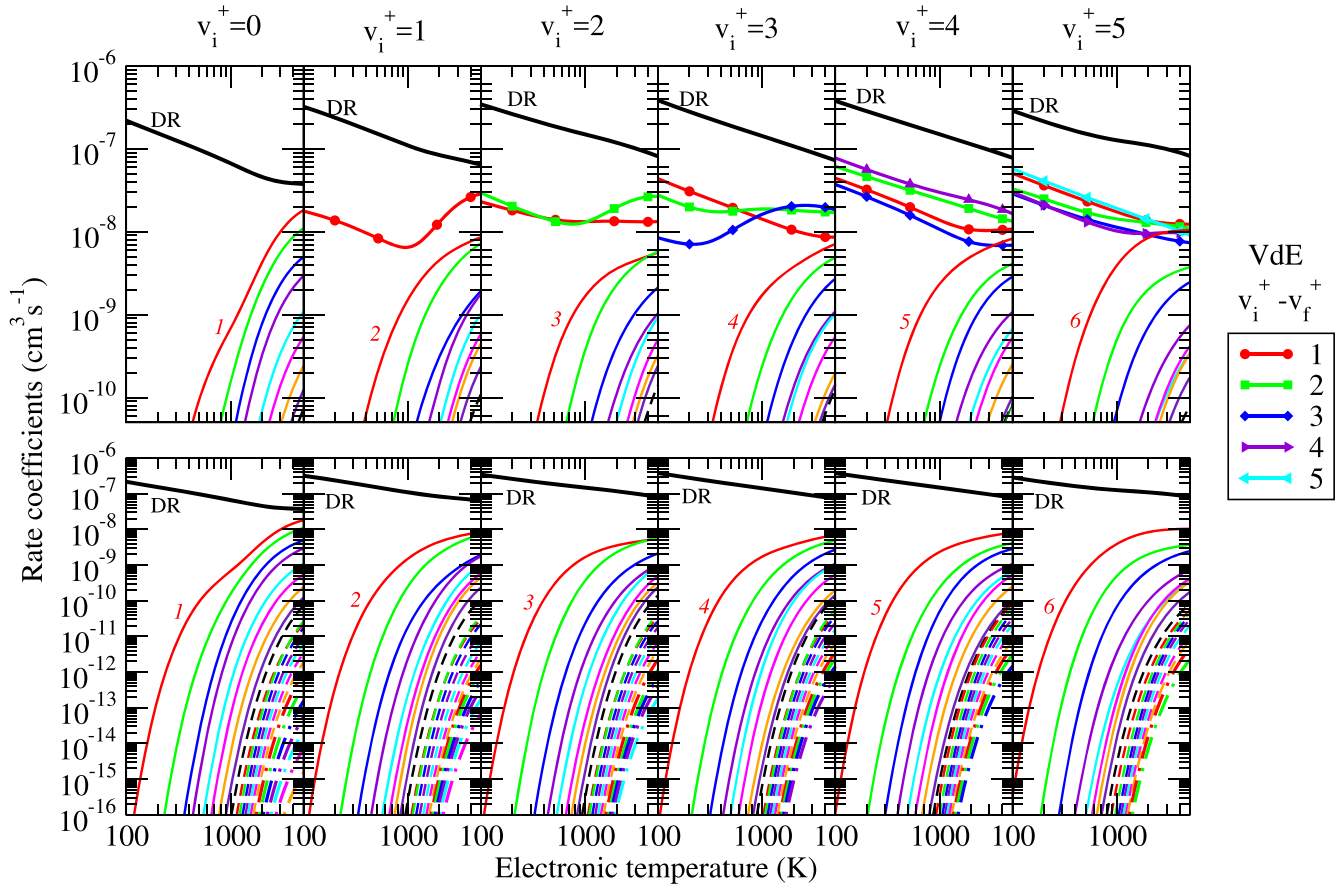 v_i^+=0 v_i^+=1 v_i^+=2 v_i^+=3 v_i^+=4 v_i^+=5
10^-6
10^-7
10^-8
10^-9
10^-10
DR DR DR DR DR DR
1 2 3 4 5 6
VdE
v_i^+ -v_f^+
1
2
3
4
5
Rate coefficients (cm^3 s^-1)
10^-6
10^-7
10^-8
10^-9
10^-10
10^-11
10^-12
10^-13
10^-14
10^-15
10^-16
DR DR DR DR DR DR
1 2 3 4 5 6
100 1000 100 1000 100 1000 100 1000 100 1000 100 1000
Electronic temperature (K)